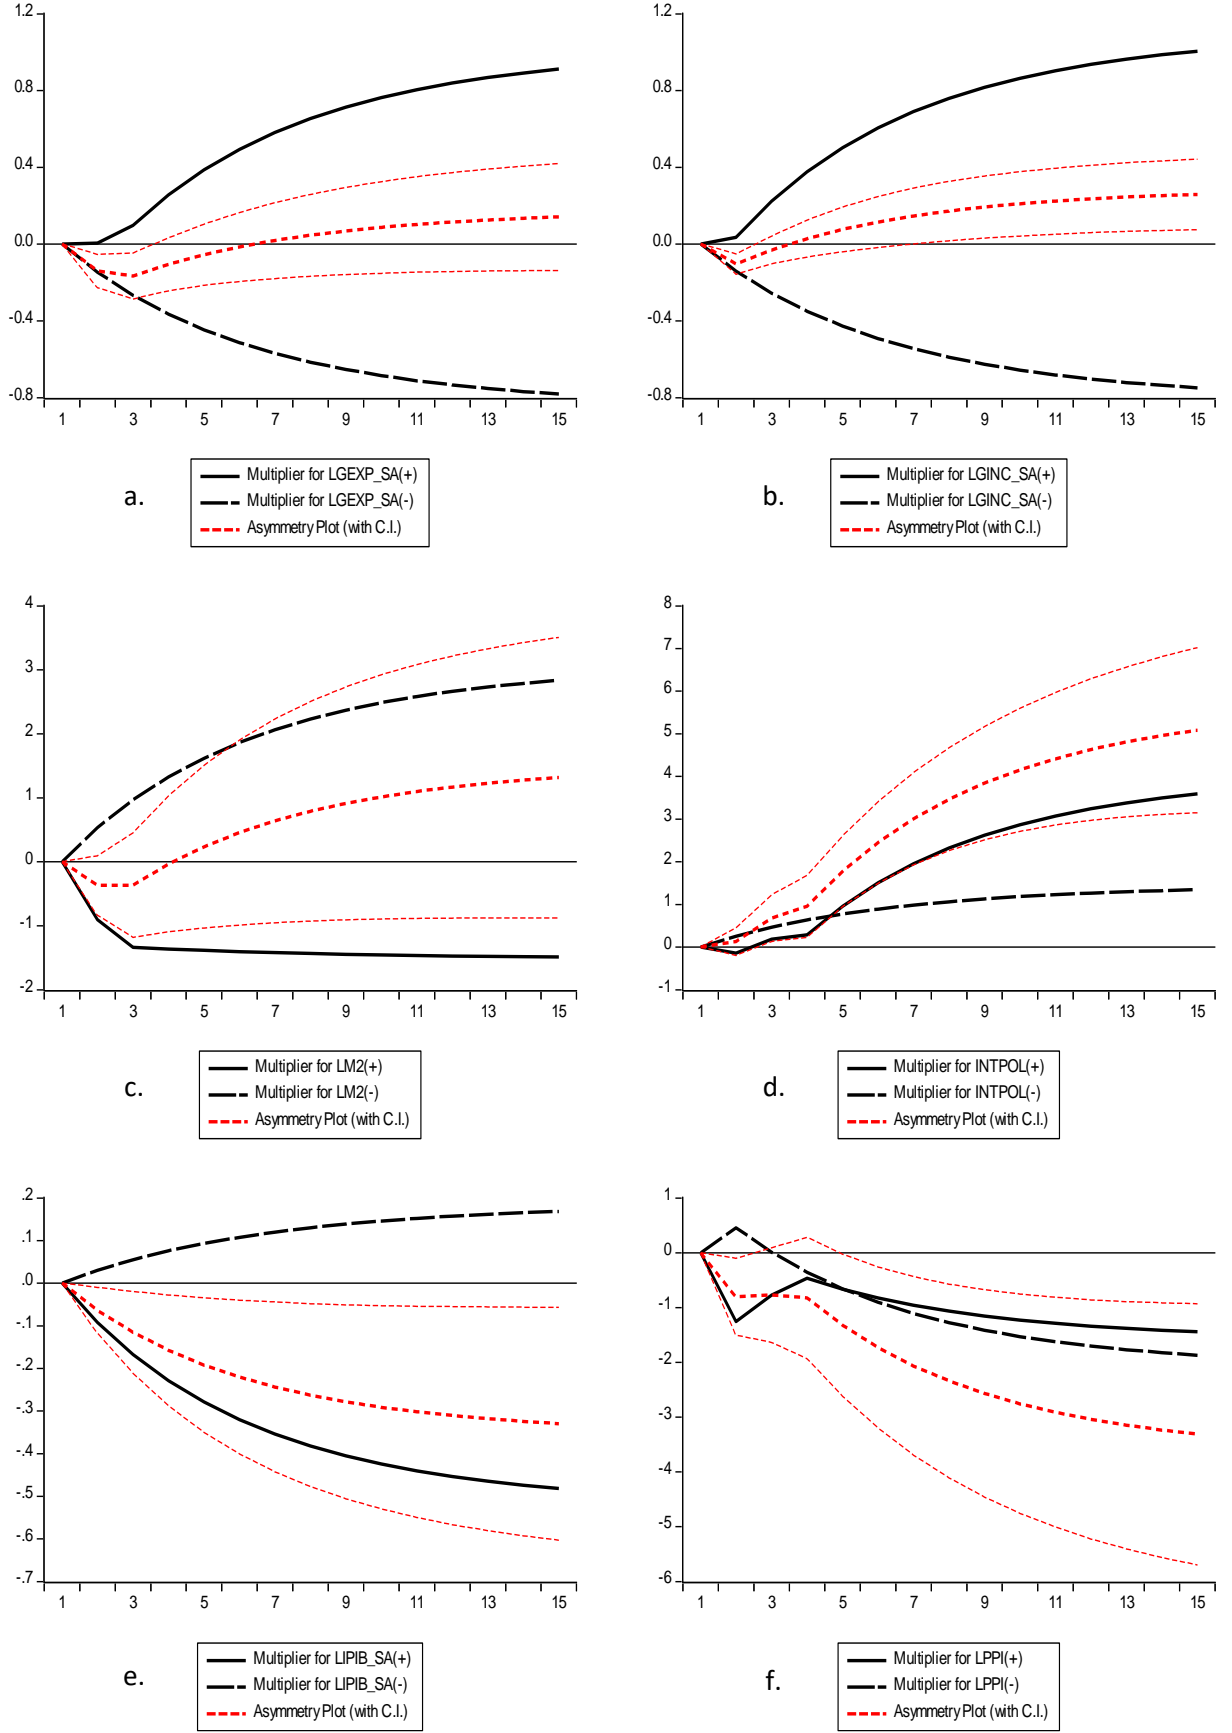 1.2
0.8
0.4
0.0
-0.4
-0.8
1 3 5 7 9 11 13 15
a.
Multiplier for LGEXP_SA(+)
Multiplier for LGEXP_SA(-)
Asymmetry Plot (with C.I.)
1.2
0.8
0.4
0.0
-0.4
-0.8
1 3 5 7 9 11 13 15
b.
Multiplier for LGINC_SA(+)
Multiplier for LGINC_SA(-)
Asymmetry Plot (with C.I.)
4
3
2
1
0
-1
-2
1 3 5 7 9 11 13 15
c.
Multiplier for LM2(+)
Multiplier for LM2(-)
Asymmetry Plot (with C.I.)
8
7
6
5
4
3
2
1
0
-1
1 3 5 7 9 11 13 15
d.
Multiplier for INTPOL(+)
Multiplier for INTPOL(-)
Asymmetry Plot (with C.I.)
.2
.1
.0
-.1
-.2
-.3
-.4
-.5
-.6
-.7
1 3 5 7 9 11 13 15
e.
Multiplier for LIPIB_SA(+)
Multiplier for LIPIB_SA(-)
Asymmetry Plot (with C.I.)
1
0
-1
-2
-3
-4
-5
-6
1 3 5 7 9 11 13 15
f.
Multiplier for LPPI(+)
Multiplier for LPPI(-)
Asymmetry Plot (with C.I.)